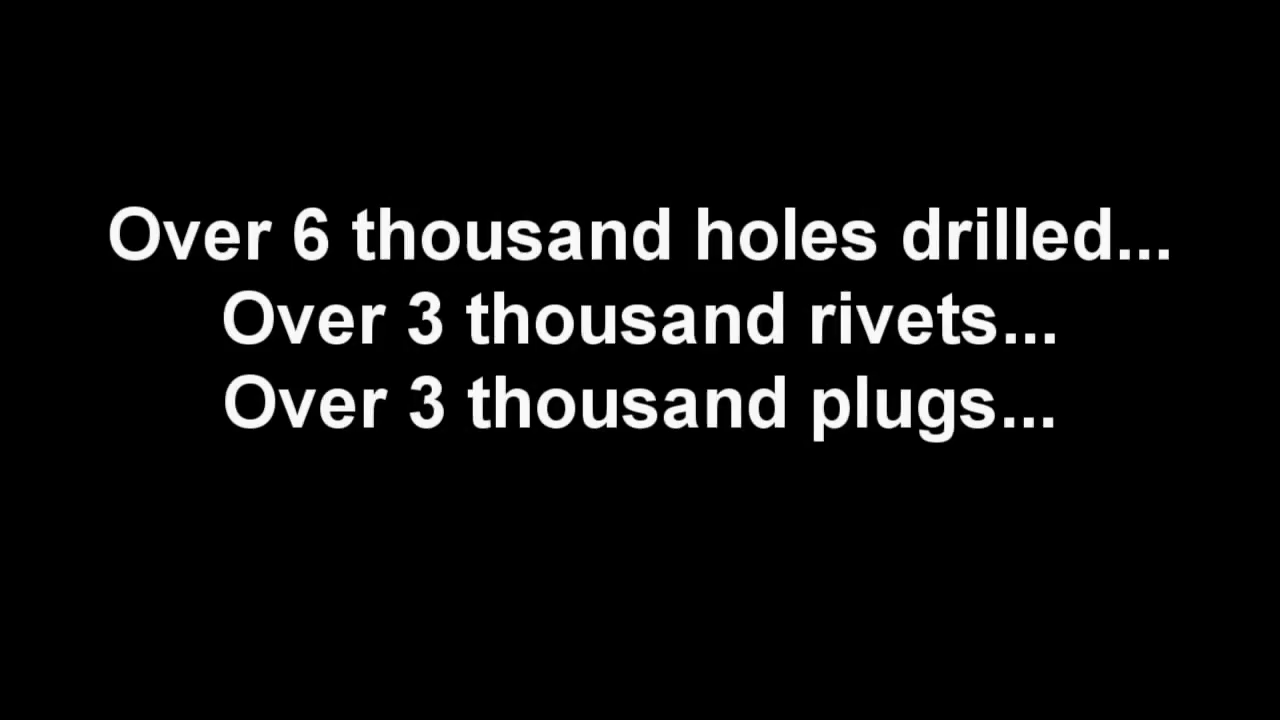 Over 6 thousand holes drilled...
Over 3 thousand rivets...
Over 3 thousand plugs...